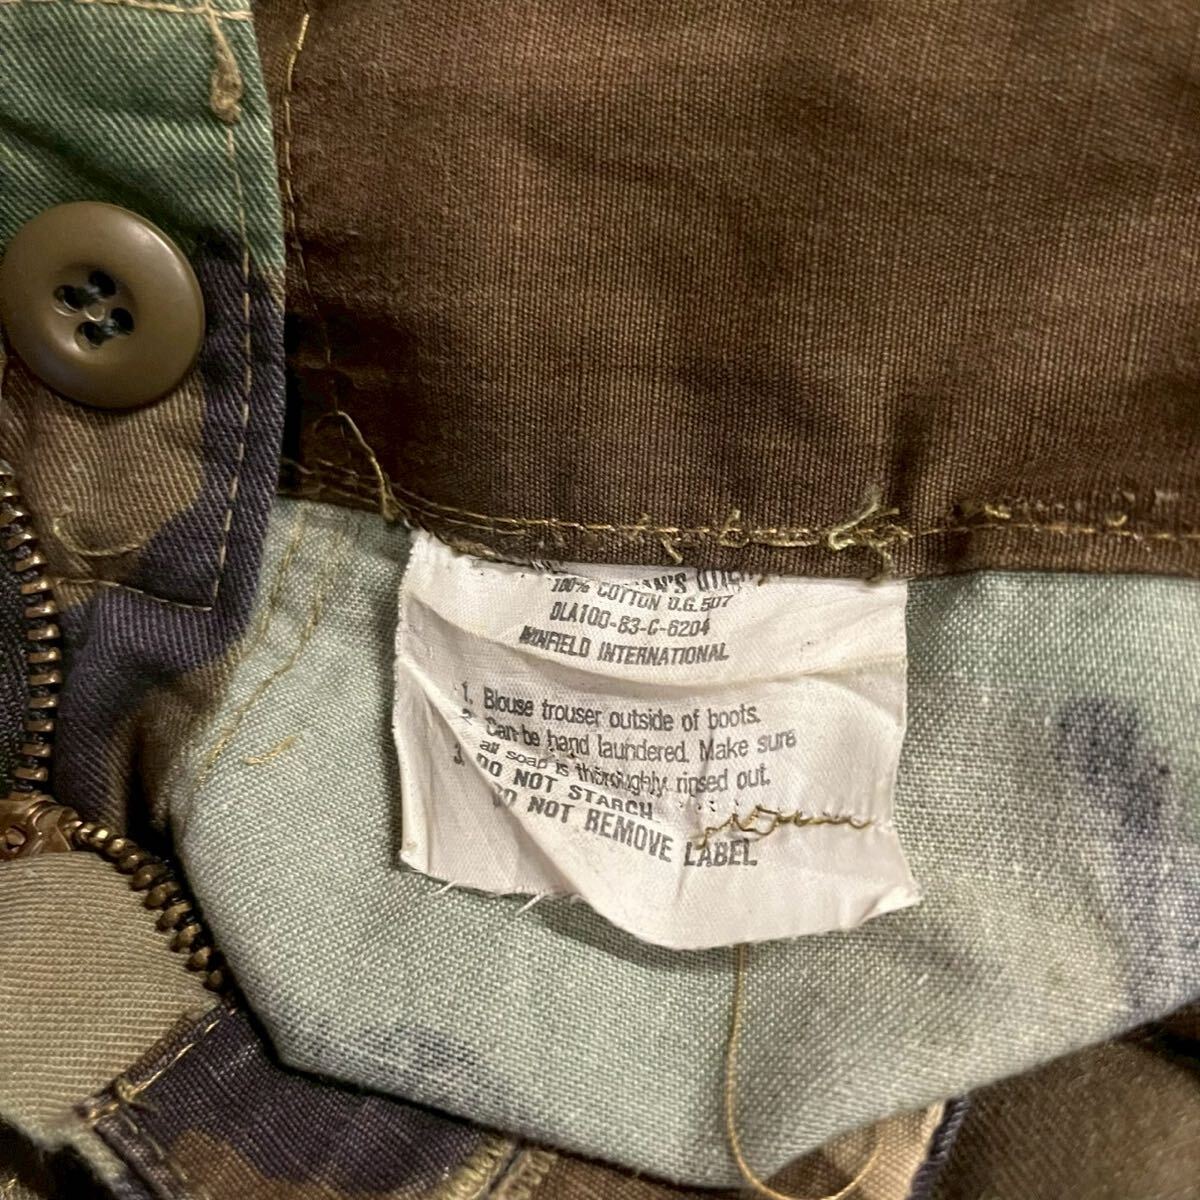 100% COTTON O.G. 507
DLA100-83-C-6204
WINFIELD INTERNATIONAL
1. Blouse trouser outside of boots.
2. Can be hand laundered. Make sure
all soap is thoroughly rinsed out.
3. DO NOT STARCH
DO NOT REMOVE LABEL